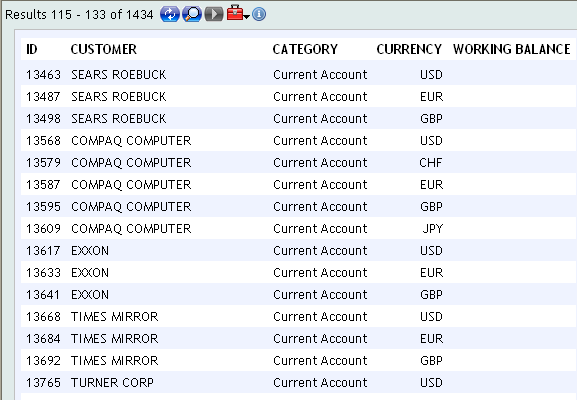 Results 115 - 133 of 1434
ID CUSTOMER CATEGORY CURRENCY WORKING BALANCE
13463 SEARS ROEBUCK Current Account USD
13487 SEARS ROEBUCK Current Account EUR
13498 SEARS ROEBUCK Current Account GBP
13568 COMPAQ COMPUTER Current Account USD
13579 COMPAQ COMPUTER Current Account CHF
13587 COMPAQ COMPUTER Current Account EUR
13595 COMPAQ COMPUTER Current Account GBP
13609 COMPAQ COMPUTER Current Account JPY
13617 EXXON Current Account USD
13633 EXXON Current Account EUR
13641 EXXON Current Account GBP
13668 TIMES MIRROR Current Account USD
13684 TIMES MIRROR Current Account EUR
13692 TIMES MIRROR Current Account GBP
13765 TURNER CORP Current Account USD